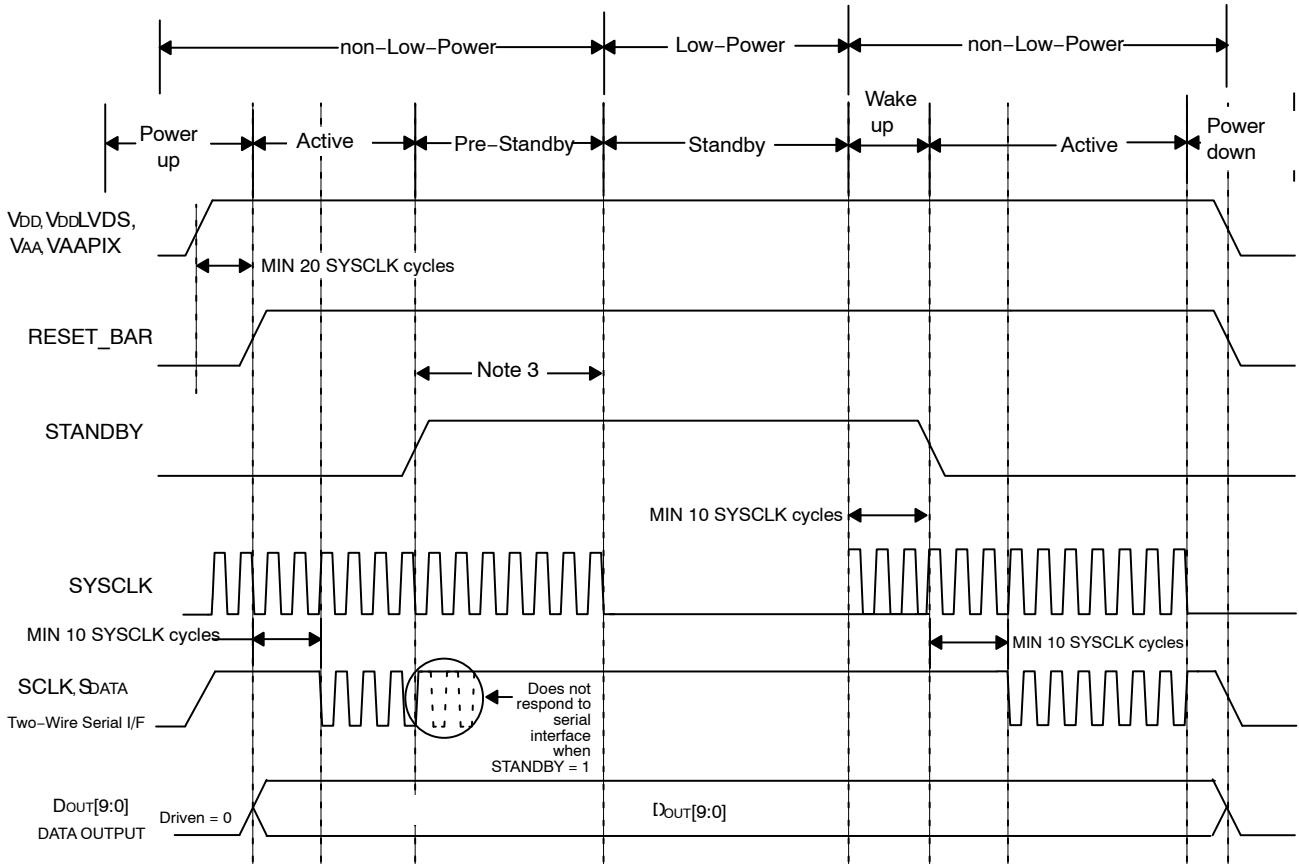 non−Low−Power
Low−Power
non−Low−Power
Power
up
Active
Pre−Standby
Standby
Wake
up
Active
Power
down
VDD, VDDLVDS,
VAA, VAAPIX
MIN 20 SYSCLK cycles
RESET_BAR
Note 3
STANDBY
MIN 10 SYSCLK cycles
SYSCLK
MIN 10 SYSCLK cycles
MIN 10 SYSCLK cycles
SCLK, SDATA
Two−Wire Serial I/F
Does not
respond to
serial
interface
when
STANDBY = 1
DOUT[9:0]
DATA OUTPUT
Driven = 0
DOUT[9:0]